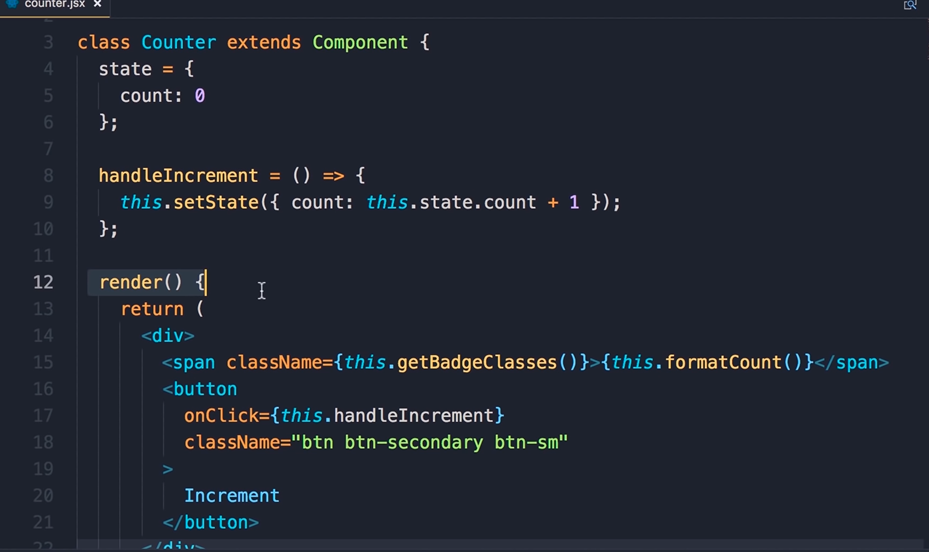 counter.jsx ×
2
3 class Counter extends Component {
4 state = {
5 count: 0
6 };
7
8 handleIncrement = () => {
9 this.setState({ count: this.state.count + 1 });
10 };
11
12 render() {
13 return (
14 <div>
15 <span className={this.getBadgeClasses()}>{this.formatCount()}</span>
16 <button
17 onClick={this.handleIncrement}
18 className="btn btn-secondary btn-sm"
19 >
20 Increment
21 </button>
22 </div>